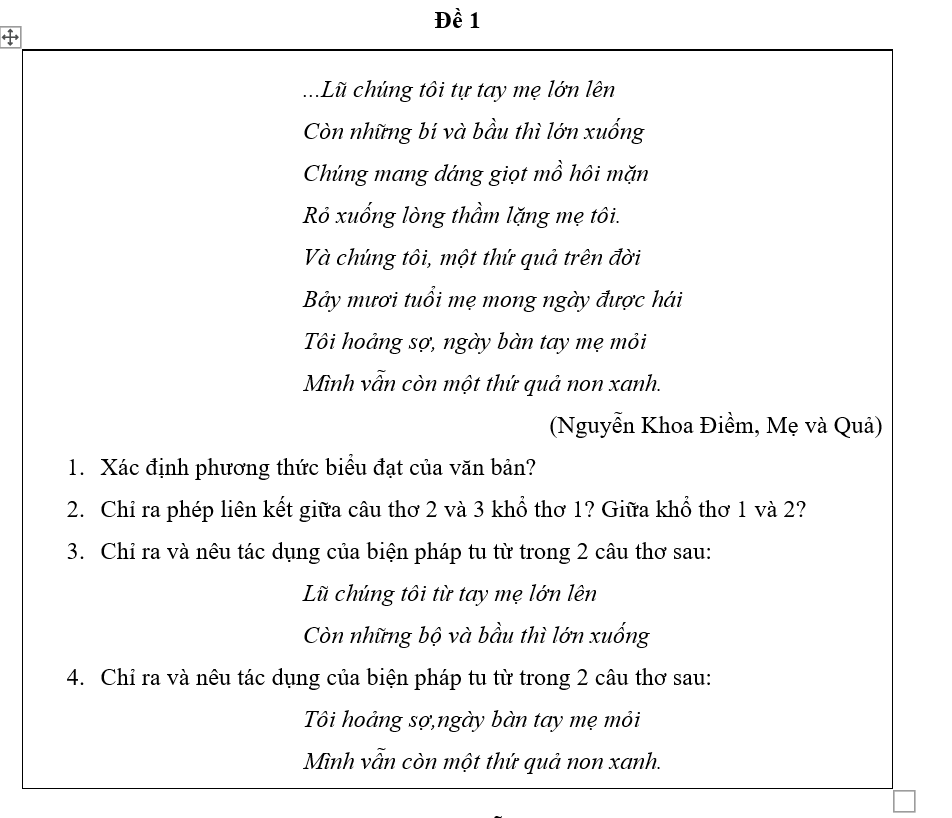 Đề 1
...Lũ chúng tôi tự tay mẹ lớn lên
Còn những bí và bầu thì lớn xuống
Chúng mang dáng giọt mồ hôi mặn
Rỏ xuống lòng thầm lặng mẹ tôi.
Và chúng tôi, một thứ quả trên đời
Bảy mươi tuổi mẹ mong ngày được hái
Tôi hoảng sợ, ngày bàn tay mẹ mỏi
Mình vẫn còn một thứ quả non xanh.
(Nguyễn Khoa Điềm, Mẹ và Quả)
1. Xác định phương thức biểu đạt của văn bản?
2. Chỉ ra phép liên kết giữa câu thơ 2 và 3 khổ thơ 1? Giữa khổ thơ 1 và 2?
3. Chỉ ra và nêu tác dụng của biện pháp tu từ trong 2 câu thơ sau:
Lũ chúng tôi từ tay mẹ lớn lên
Còn những bộ và bầu thì lớn xuống
4. Chỉ ra và nêu tác dụng của biện pháp tu từ trong 2 câu thơ sau:
Tôi hoảng sợ,ngày bàn tay mẹ mỏi
Mình vẫn còn một thứ quả non xanh.